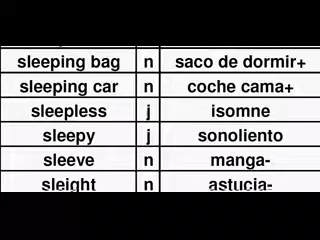 sleeping bag n saco de dormir+
sleeping car n coche cama+
sleepless j isomne
sleepy j sonoliento
sleeve n manga-
sleight n astucia-